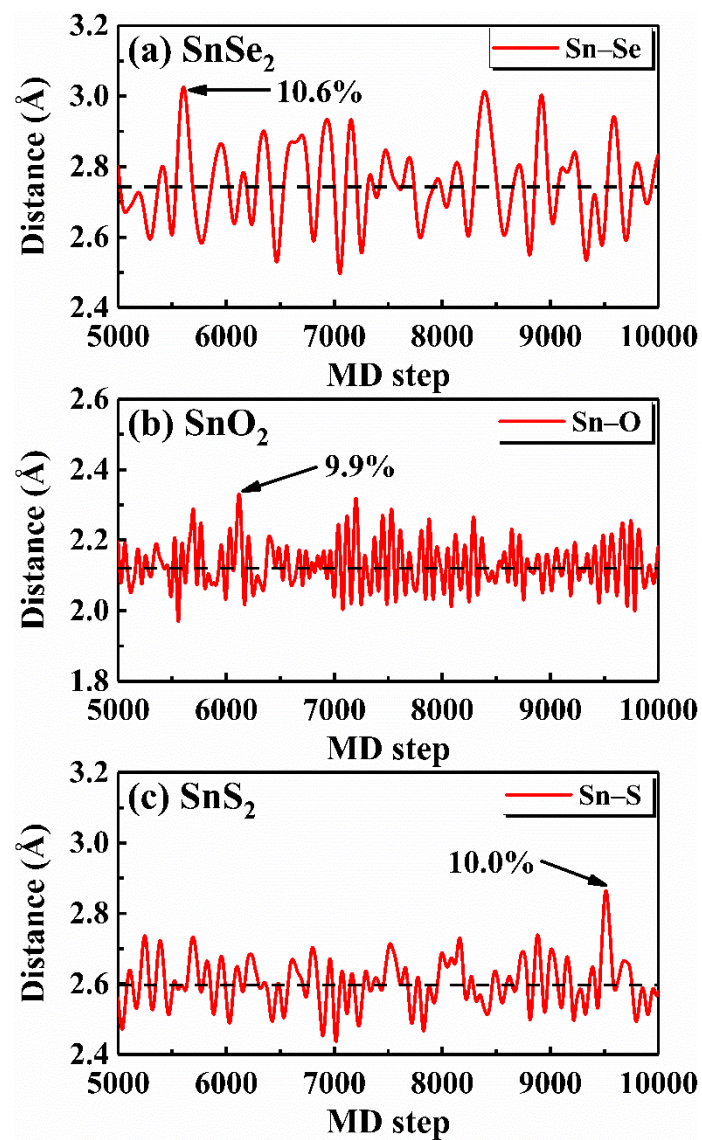 (a) SnSe₂
Sn–Se
10.6%
3.2
3.0
2.8
2.6
2.4
Distance (Å)
5000 6000 7000 8000 9000 10000
MD step
(b) SnO₂
Sn–O
9.9%
2.6
2.4
2.2
2.0
1.8
Distance (Å)
5000 6000 7000 8000 9000 10000
MD step
(c) SnS₂
Sn–S
10.0%
3.2
3.0
2.8
2.6
2.4
Distance (Å)
5000 6000 7000 8000 9000 10000
MD step